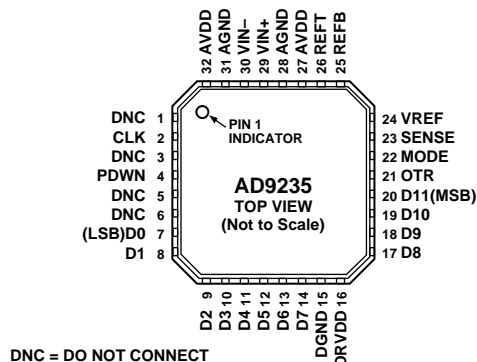 32 AVDD
31 AGND
30 VIN–
29 VIN+
28 AGND
27 AVDD
26 REFT
25 REFB
DNC 1
CLK 2
DNC 3
PDWN 4
DNC 5
DNC 6
(LSB)D0 7
D1 8
PIN 1
INDICATOR
AD9235
TOP VIEW
(Not to Scale)
24 VREF
23 SENSE
22 MODE
21 OTR
20 D11(MSB)
19 D10
18 D9
17 D8
D2 9
D3 10
D4 11
D5 12
D6 13
D7 14
DGND 15
DRVDD 16
DNC = DO NOT CONNECT